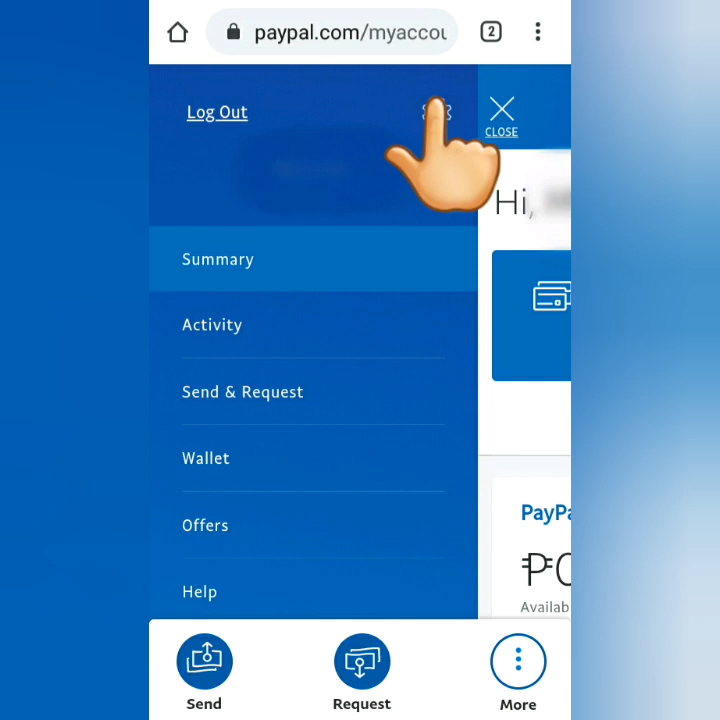 paypal.com/myaccou
2
Log Out
CLOSE
Hi,
Summary
Activity
Send & Request
Wallet
Offers
Help
PayPa
₱0
Availab
Send
Request
More